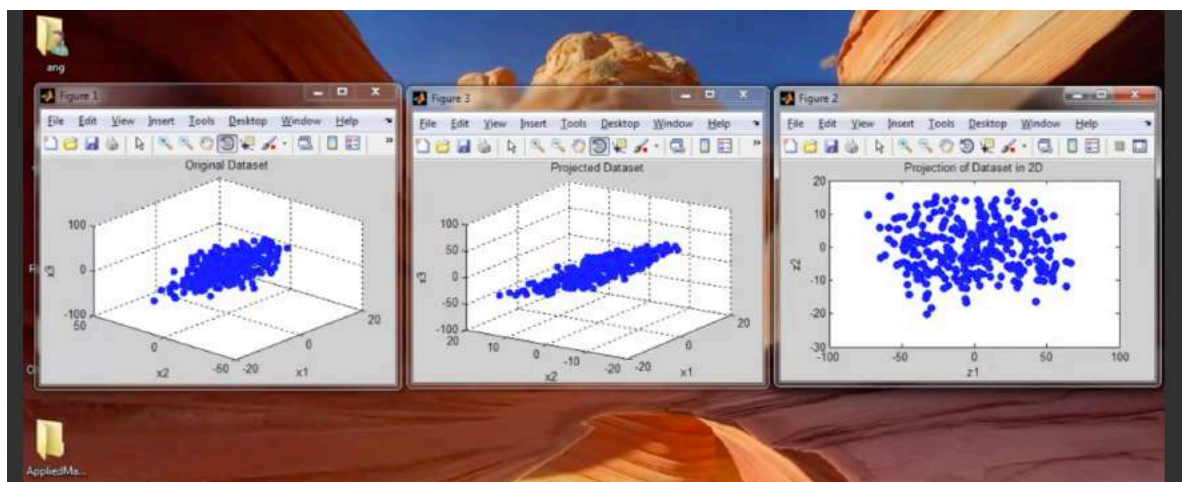 ang
Figure 1
File Edit View Insert Tools Desktop Window Help
Original Dataset
100
0
-100
x3
50
0
-50
x2
-20
0
20
x1
Figure 3
File Edit View Insert Tools Desktop Window Help
Projected Dataset
100
50
0
-50
-100
x3
20
10
0
-10
-20
x2
-20
0
20
x1
Figure 2
File Edit View Insert Tools Desktop Window Help
Projection of Dataset in 2D
20
10
0
-10
-20
-30
z2
-100 -50 0 50 100
z1
AppliedMa...